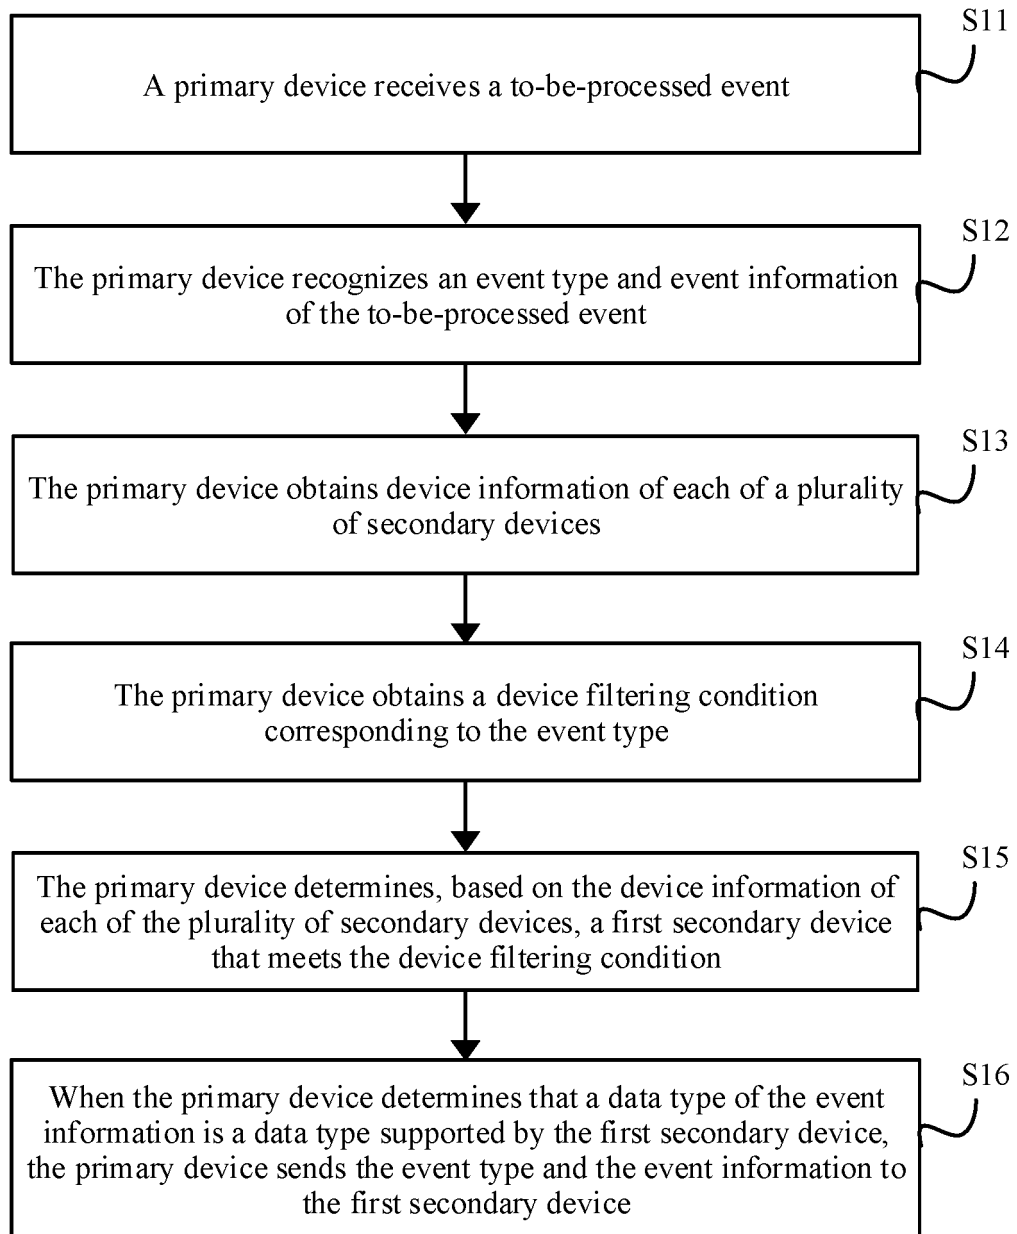 S11
A primary device receives a to-be-processed event
S12
The primary device recognizes an event type and event information
of the to-be-processed event
S13
The primary device obtains device information of each of a plurality
of secondary devices
S14
The primary device obtains a device filtering condition
corresponding to the event type
S15
The primary device determines, based on the device information of
each of the plurality of secondary devices, a first secondary device
that meets the device filtering condition
S16
When the primary device determines that a data type of the event
information is a data type supported by the first secondary device,
the primary device sends the event type and the event information to
the first secondary device